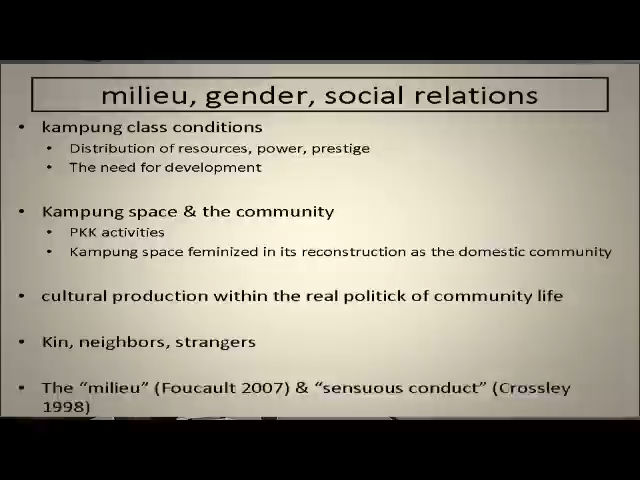 milieu, gender, social relations
• kampung class conditions
• Distribution of resources, power, prestige
• The need for development
• Kampung space & the community
• PKK activities
• Kampung space feminized in its reconstruction as the domestic community
• cultural production within the real politick of community life
• Kin, neighbors, strangers
• The “milieu” (Foucault 2007) & “sensuous conduct” (Crossley
1998)